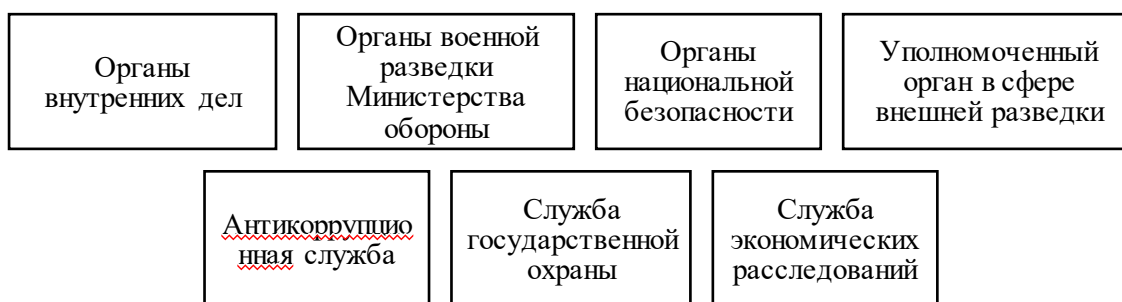 Органы
внутренних дел
Органы военной
разведки
Министерства
обороны
Органы
национальной
безопасности
Уполномоченный
орган в сфере
внешней разведки
Антикоррупцио
нная служба
Служба
государственной
охраны
Служба
экономических
расследований